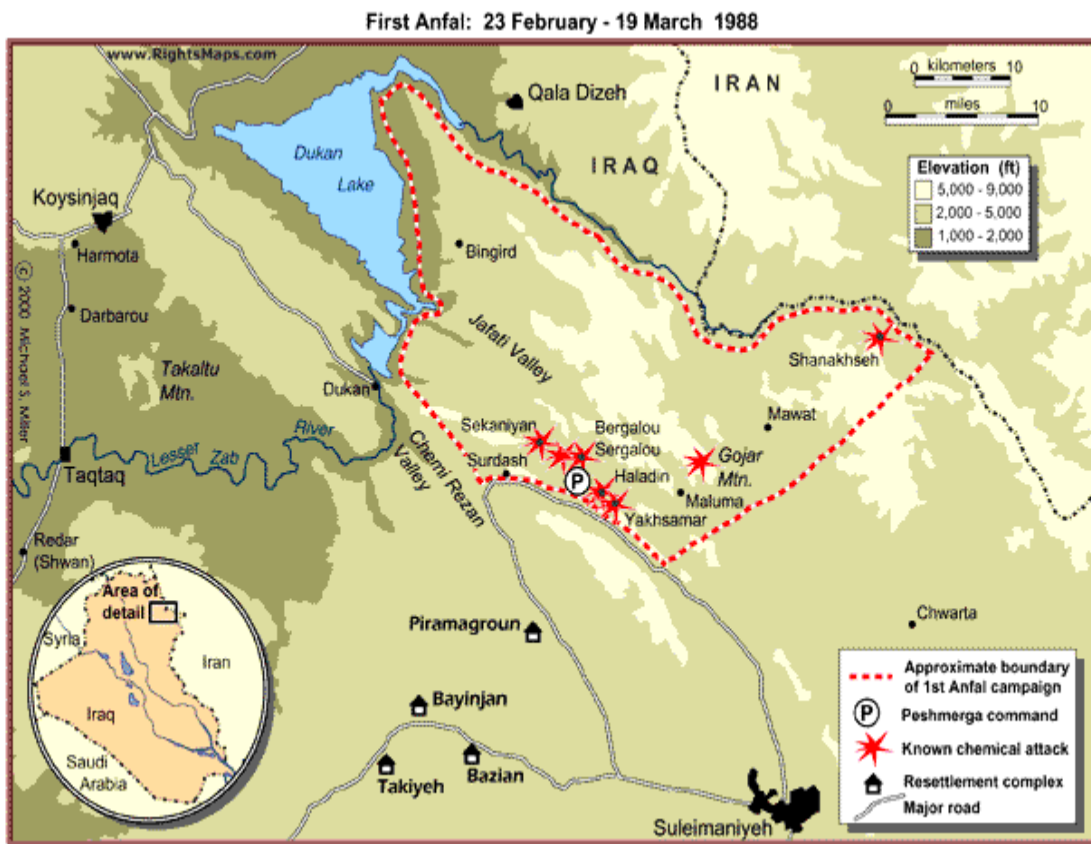 First Anfal: 23 February - 19 March 1988
www.RightsMaps.com
IRAN
0 kilometers 10
0 miles 10
Qala Dizeh
Dukan
Lake
IRAQ
Elevation (ft)
5,000 - 9,000
2,000 - 5,000
1,000 - 2,000
Koysinjaq
Harmota
Bingird
© 2000 Michael S. Miller
Darbarou
Jafati Valley
Shanakhseh
Takaltu
Mtn.
Dukan
Mawat
Sekaniyan
Bergalou
Sergalou
Lesser Zab River
Chemi Rezan
Valley
Surdash
P
Haladin
Gojar
Mtn.
Taqtaq
Maluma
Yakhsamar
Redar
(Shwan)
Area of
detail
Syria
Iran
Iraq
Saudi
Arabia
Piramagroun
Chwarta
Bayinjan
Takiyeh
Bazian
Suleimaniyeh
Approximate boundary
of 1st Anfal campaign
P Peshmerga command
Known chemical attack
Resettlement complex
Major road